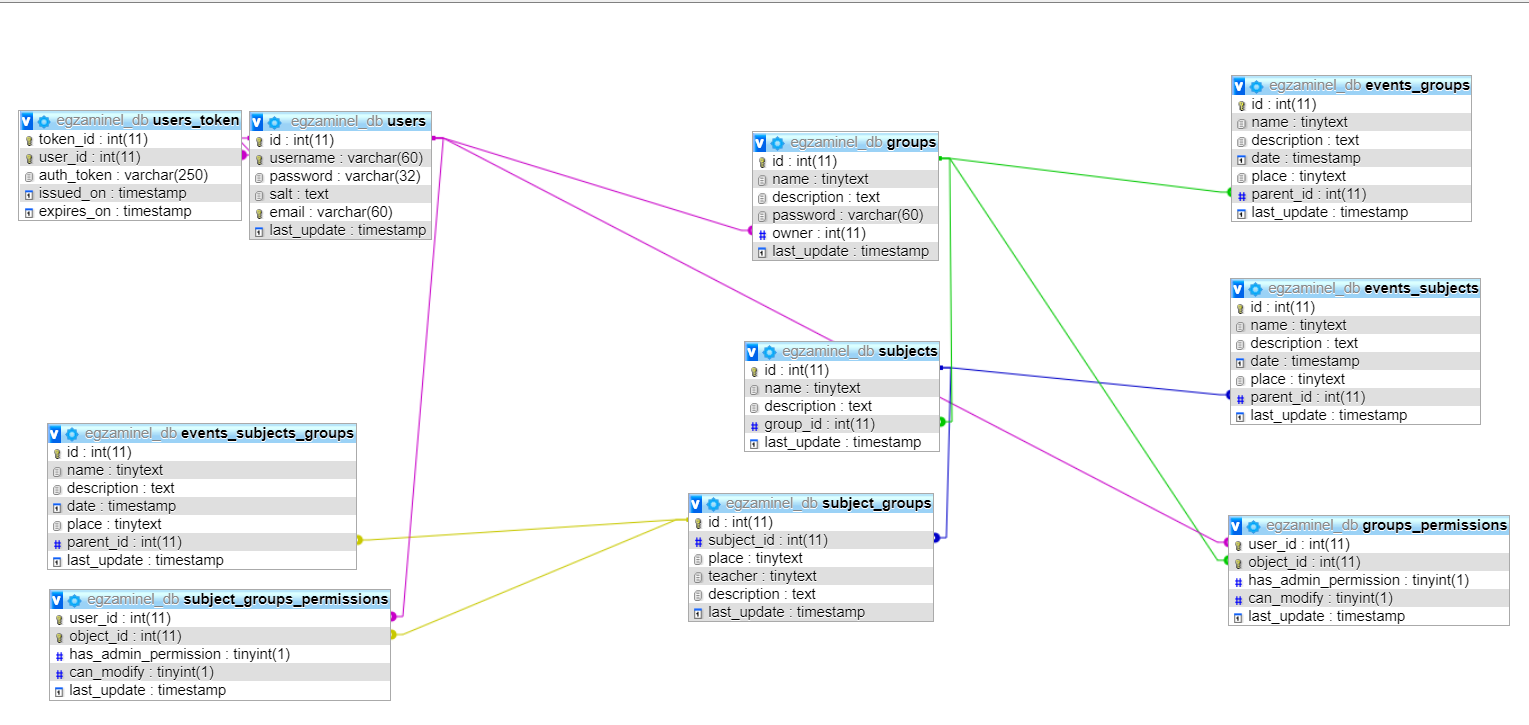 egzaminel_db users_token
token_id : int(11)
user_id : int(11)
auth_token : varchar(250)
issued_on : timestamp
expires_on : timestamp
egzaminel_db users
id : int(11)
username : varchar(60)
password : varchar(32)
salt : text
email : varchar(60)
last_update : timestamp
egzaminel_db groups
id : int(11)
name : tinytext
description : text
password : varchar(60)
owner : int(11)
last_update : timestamp
egzaminel_db events_groups
id : int(11)
name : tinytext
description : text
date : timestamp
place : tinytext
parent_id : int(11)
last_update : timestamp
egzaminel_db events_subjects
id : int(11)
name : tinytext
description : text
date : timestamp
place : tinytext
parent_id : int(11)
last_update : timestamp
egzaminel_db subjects
id : int(11)
name : tinytext
description : text
group_id : int(11)
last_update : timestamp
egzaminel_db events_subjects_groups
id : int(11)
name : tinytext
description : text
date : timestamp
place : tinytext
parent_id : int(11)
last_update : timestamp
egzaminel_db subject_groups
id : int(11)
subject_id : int(11)
place : tinytext
teacher : tinytext
description : text
last_update : timestamp
egzaminel_db groups_permissions
user_id : int(11)
object_id : int(11)
has_admin_permission : tinyint(1)
can_modify : tinyint(1)
last_update : timestamp
egzaminel_db subject_groups_permissions
user_id : int(11)
object_id : int(11)
has_admin_permission : tinyint(1)
can_modify : tinyint(1)
last_update : timestamp